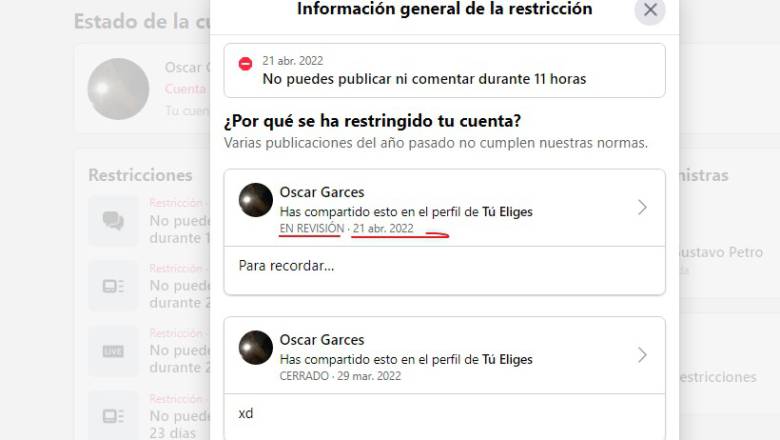 Información general de la restricción
Estado de la cu
Oscar G
Cuenta
Tu cuen
21 abr. 2022
No puedes publicar ni comentar durante 11 horas
¿Por qué se ha restringido tu cuenta?
Varias publicaciones del año pasado no cumplen nuestras normas.
Oscar Garces
Has compartido esto en el perfil de Tú Eliges
EN REVISIÓN · 21 abr. 2022
Para recordar...
Oscar Garces
Has compartido esto en el perfil de Tú Eliges
CERRADO · 29 mar. 2022
xd
Restricciones
Restricción ·
No puede
durante 1
Restricción ·
No puede
durante 2
LIVE
Restricción ·
No puede
durante 2
Restricción ·
No puede
23 días
nistras
Gustavo Petro
da
estricciones